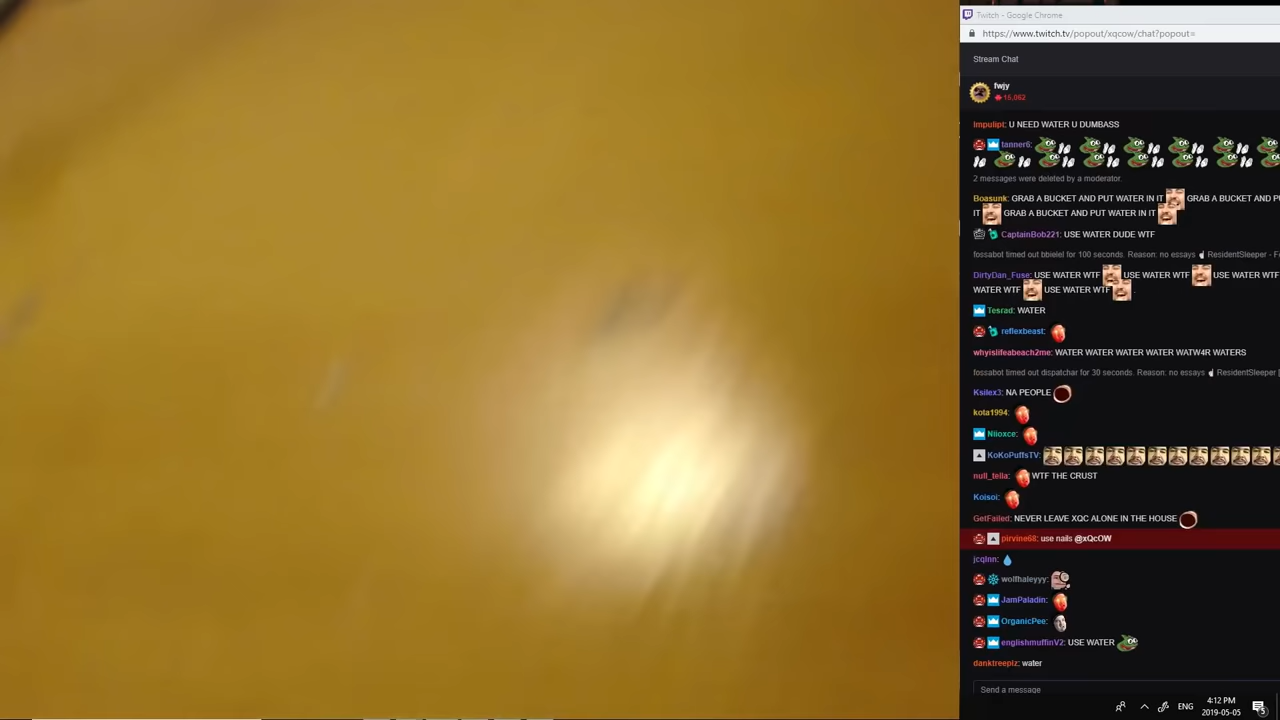 Twitch - Google Chrome
https://www.twitch.tv/popout/xqcow/chat?popout=
Stream Chat
fwjy
15,062
Impulipt: U NEED WATER U DUMBASS
tanner6:
2 messages were deleted by a moderator.
Boasunk: GRAB A BUCKET AND PUT WATER IN IT GRAB A BUCKET AND PU
IT GRAB A BUCKET AND PUT WATER IN IT
CaptainBob221: USE WATER DUDE WTF
fossabot timed out bbielel for 100 seconds. Reason: no essays ResidentSleeper - Fo
DirtyDan_Fuse: USE WATER WTF USE WATER WTF USE WATER WTF
WATER WTF USE WATER WTF .
Tesrad: WATER
reflexbeast:
whyislifeabeach2me: WATER WATER WATER WATER WATW4R WATERS
fossabot timed out dispatchar for 30 seconds. Reason: no essays ResidentSleeper [
Ksilex3: NA PEOPLE
kota1994:
Niioxce:
KoKoPuffsTV:
null_tella: WTF THE CRUST
Koisoi:
GetFailed: NEVER LEAVE XQC ALONE IN THE HOUSE
pirvine68: use nails @xQcOW
jcqlnn:
wolfhaleyyy:
JamPaladin:
OrganicPee:
englishmuffinV2: USE WATER
danktreepiz: water
Send a message
4:12 PM
ENG
2019-05-05
5